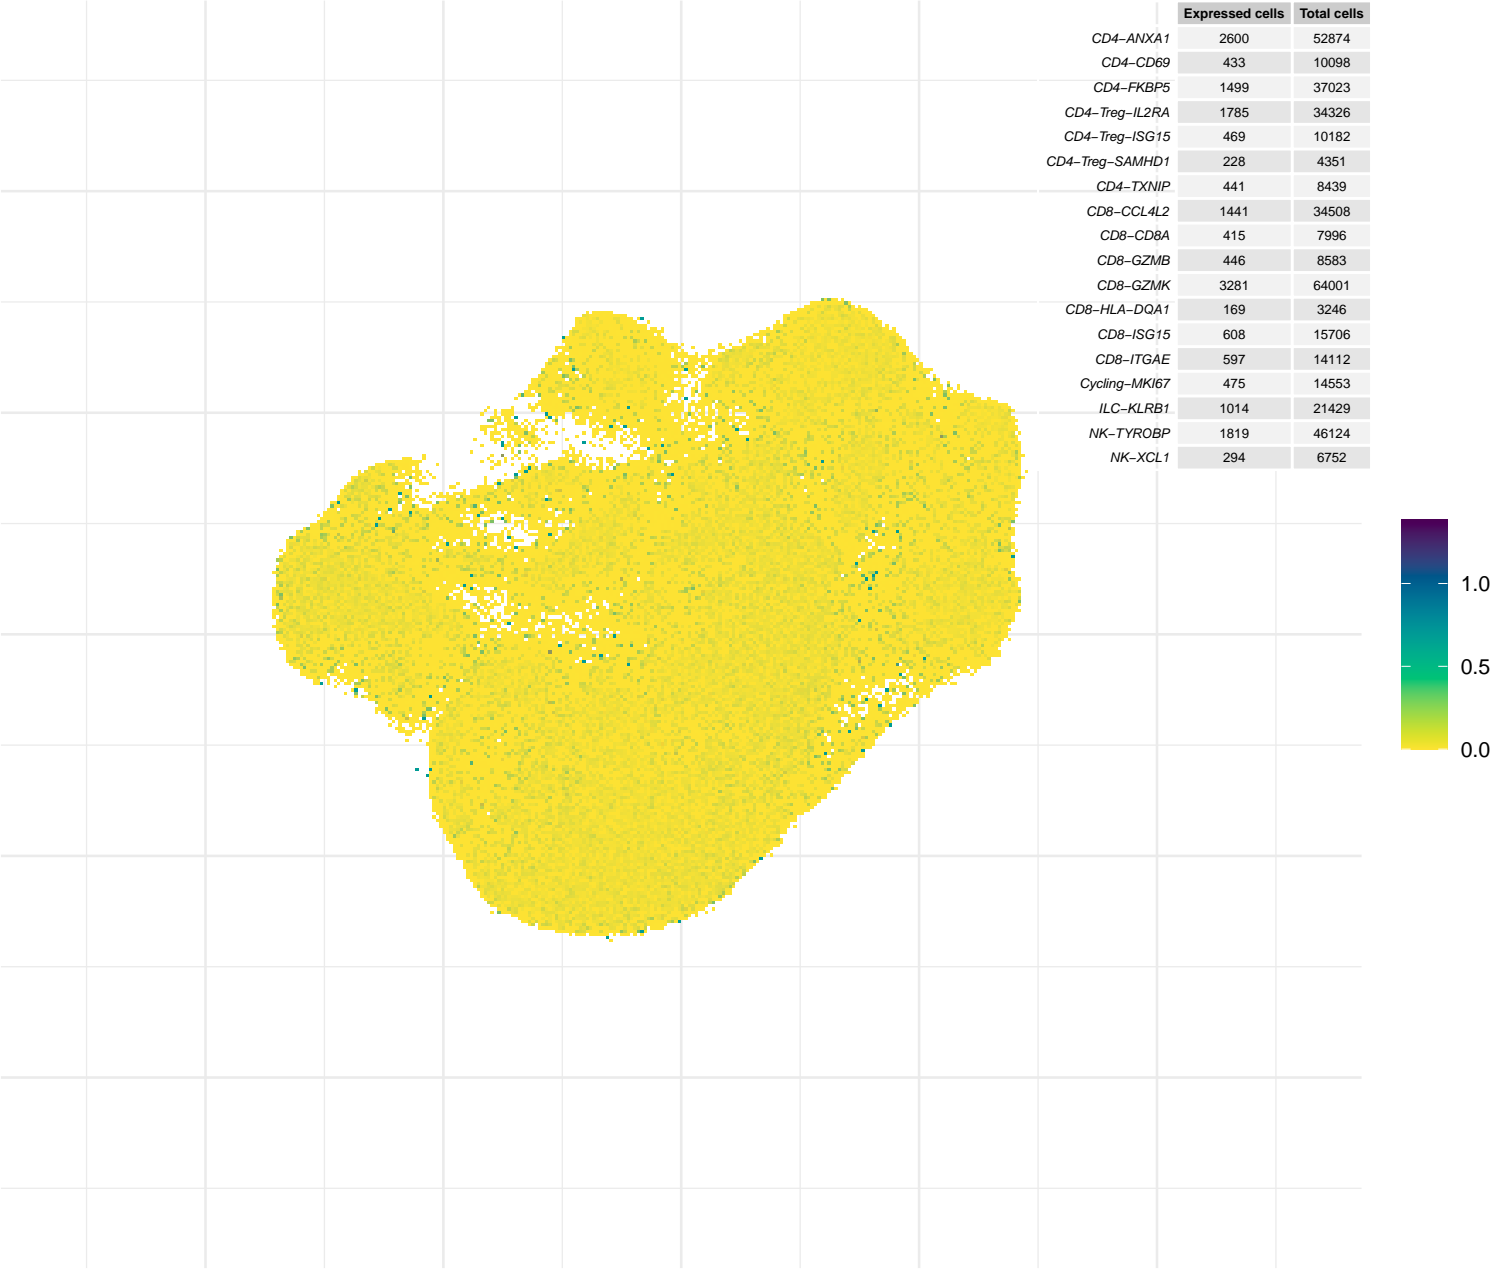 Expressed cells Total cells
CD4−ANXA1 2600 52874
CD4−CD69 433 10098
CD4−FKBP5 1499 37023
CD4−Treg−IL2RA 1785 34326
CD4−Treg−ISG15 469 10182
CD4−Treg−SAMHD1 228 4351
CD4−TXNIP 441 8439
CD8−CCL4L2 1441 34508
CD8−CD8A 415 7996
CD8−GZMB 446 8583
CD8−GZMK 3281 64001
CD8−HLA−DQA1 169 3246
CD8−ISG15 608 15706
CD8−ITGAE 597 14112
Cycling−MKI67 475 14553
ILC−KLRB1 1014 21429
NK−TYROBP 1819 46124
NK−XCL1 294 6752
1.0
0.5
0.0